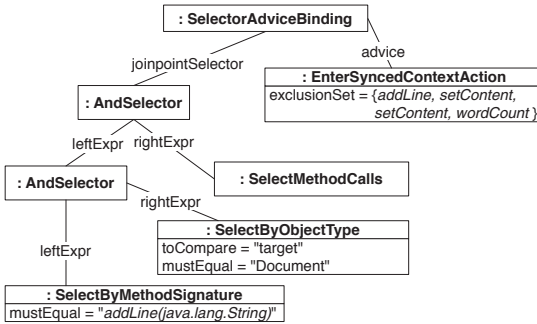 : SelectorAdviceBinding
joinpointSelector
advice
: EnterSyncedContextAction
exclusionSet = {addLine, setContent,
setContent, wordCount}
: AndSelector
leftExpr
rightExpr
: AndSelector
: SelectMethodCalls
rightExpr
: SelectByObjectType
toCompare = "target"
mustEqual = "Document"
leftExpr
: SelectByMethodSignature
mustEqual = "addLine(java.lang.String)"